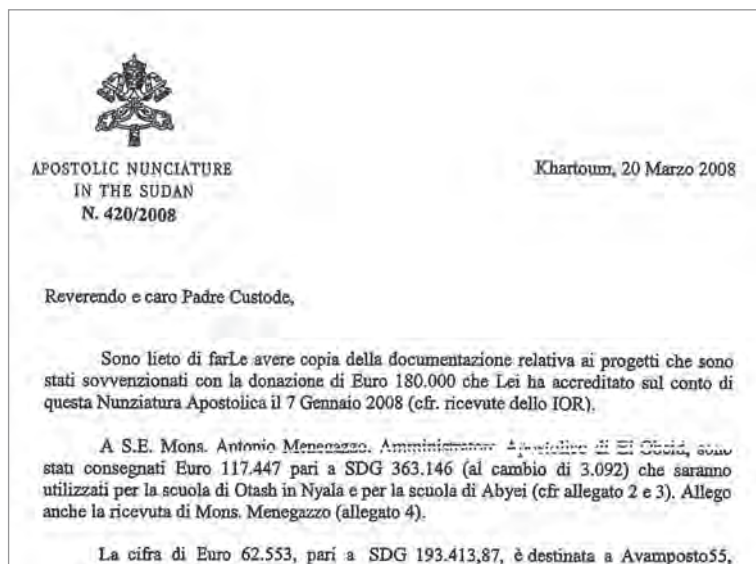 APOSTOLIC NUNCIATURE
IN THE SUDAN
N. 420/2008
Khartoum, 20 Marzo 2008
Reverendo e caro Padre Custode,
Sono lieto di farLe avere copia della documentazione relativa ai progetti che sono
stati sovvenzionati con la donazione di Euro 180.000 che Lei ha accreditato sul conto di
questa Nunziatura Apostolica il 7 Gennaio 2008 (cfr. ricevute dello IOR).
A S.E. Mons. Antonio Menegazzo, Amministratore Apostolico di El Obeid, sono
stati consegnati Euro 117.447 pari a SDG 363.146 (al cambio di 3.092) che saranno
utilizzati per la scuola di Otash in Nyala e per la scuola di Abyei (cfr allegato 2 e 3). Allego
anche la ricevuta di Mons. Menegazzo (allegato 4).
La cifra di Euro 62.553, pari a SDG 193.413,87, è destinata a Avamposto55,